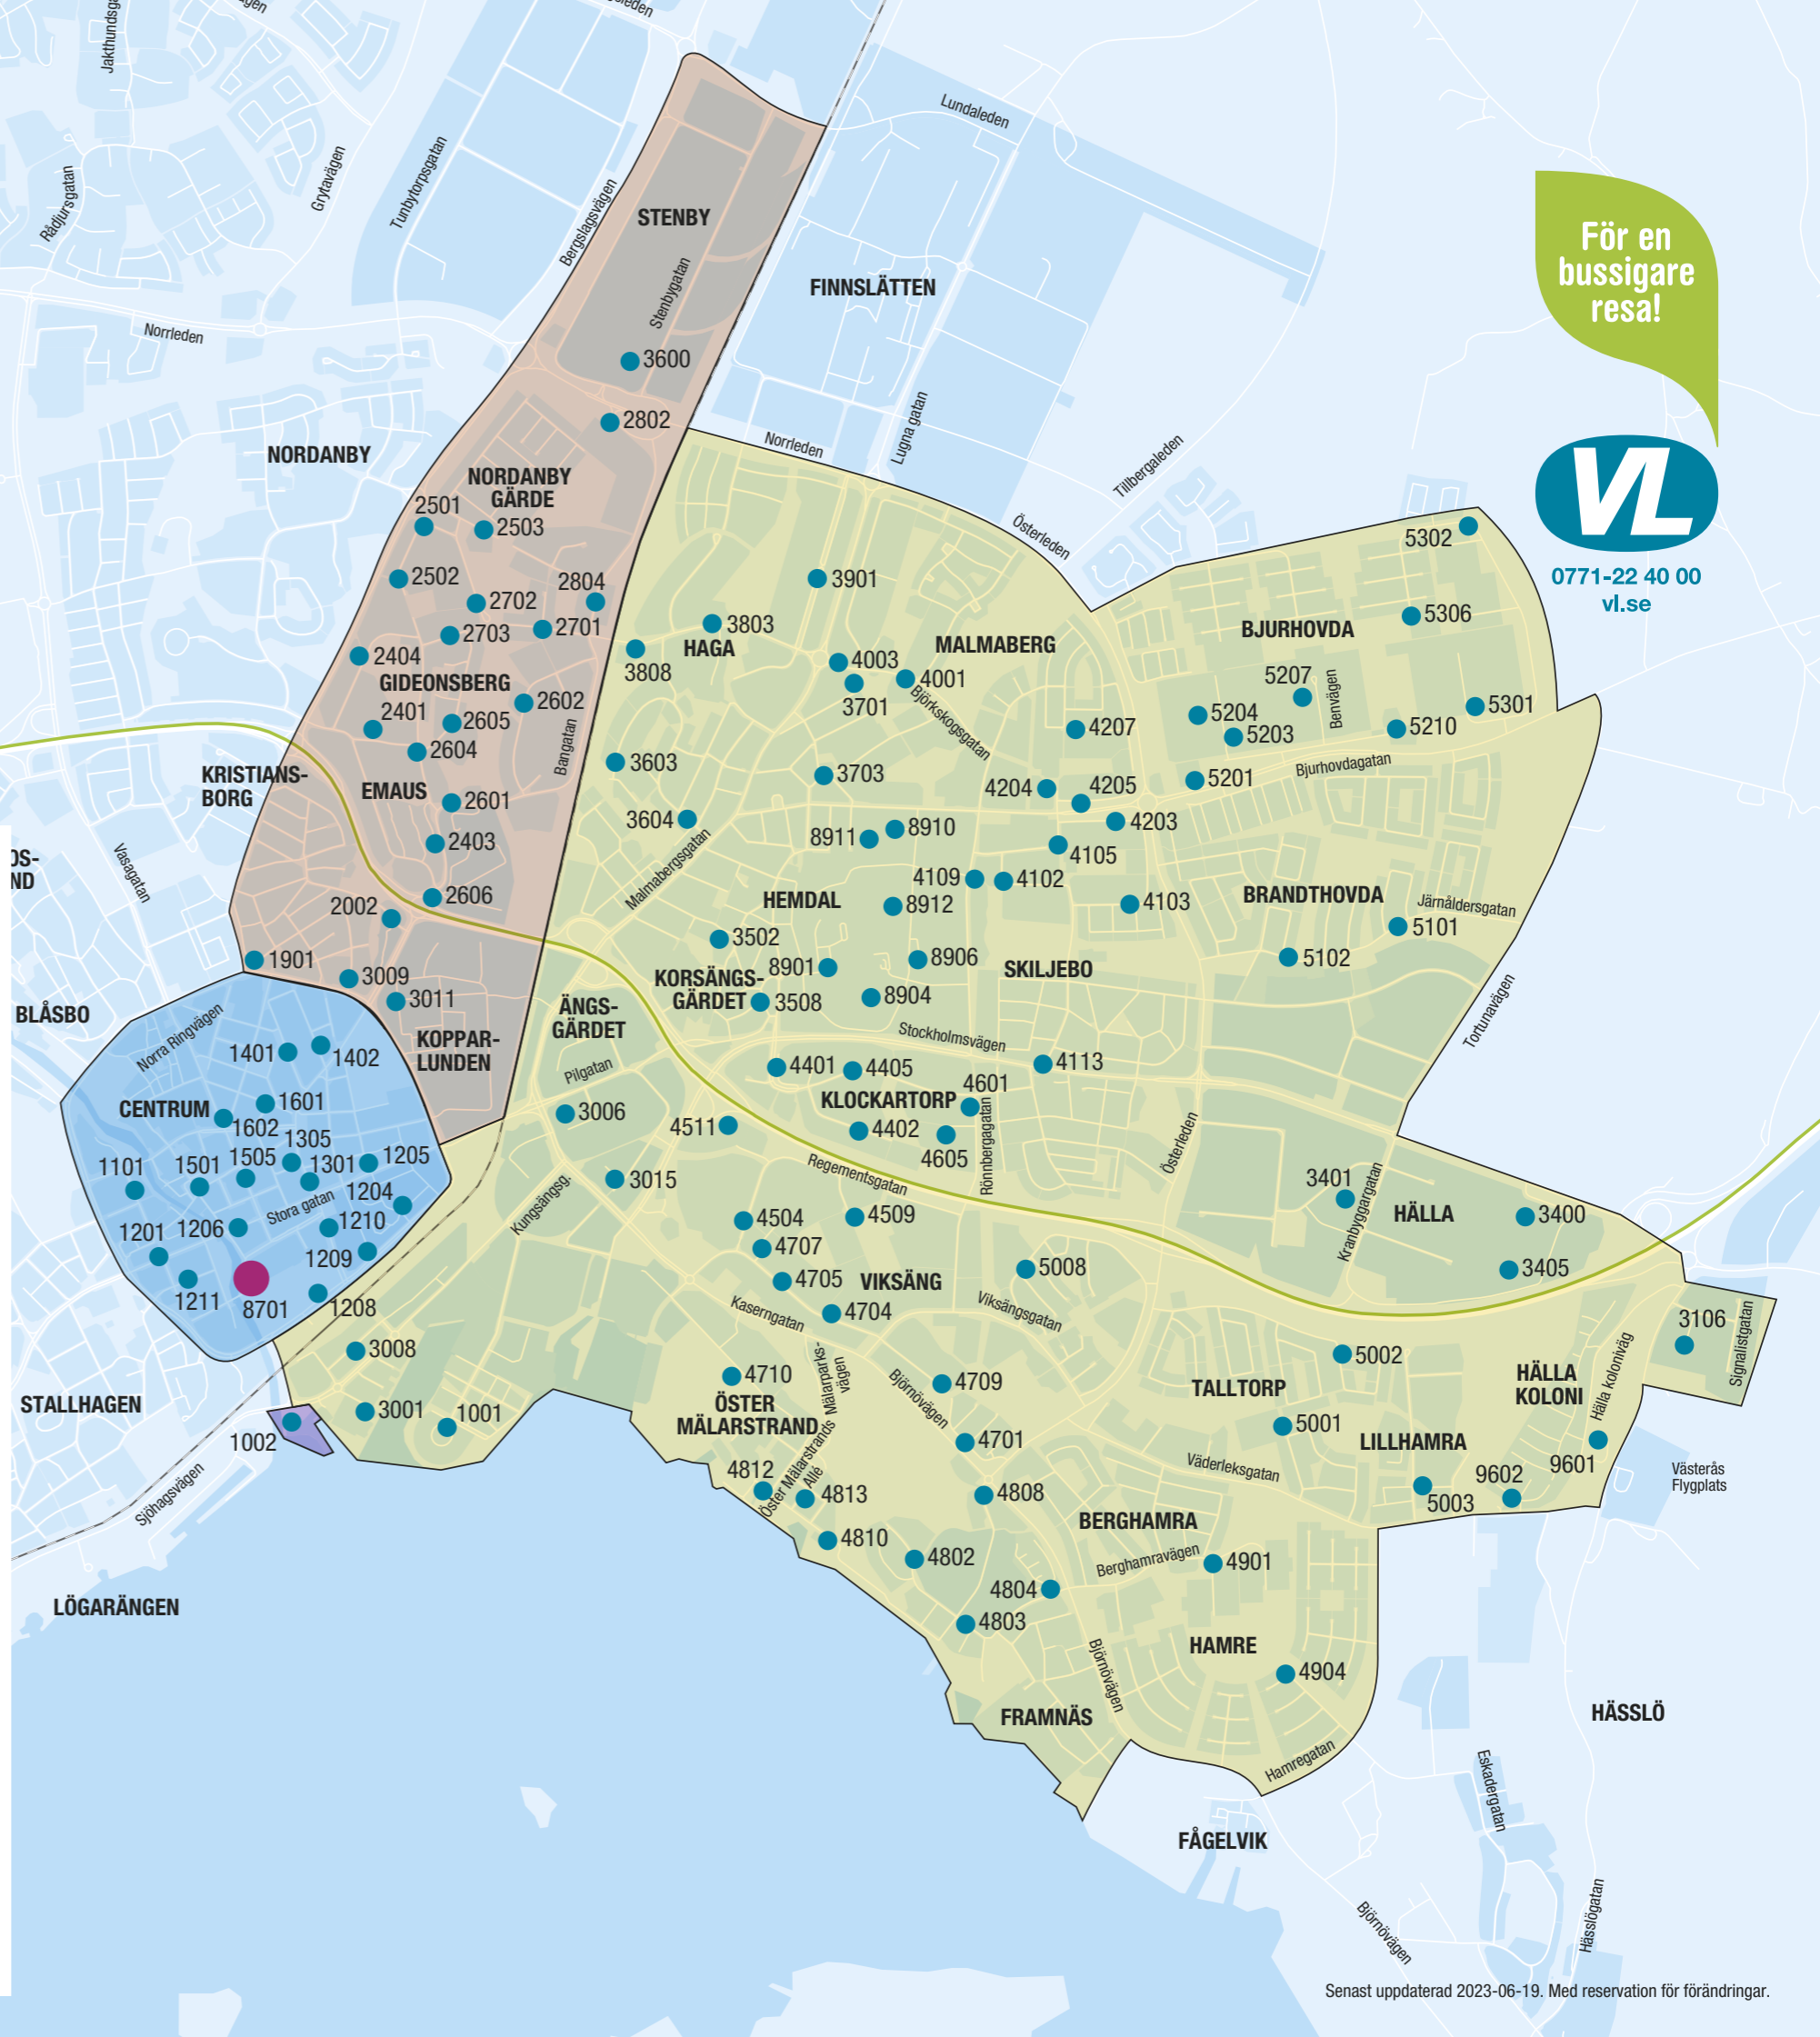 Jakthundsg
Lundaleden
Rådjursgatan
Grytavägen
Tunbytorpsgatan
Bergslagsvägen
STENBY
Stenbygatan
FINNSLÄTTEN
För en
bussigare
resa!
Norrleden
3600
2802
Lugna gatan
Norrleden
Tillbergaleden
Österleden
VL
0771-22 40 00
vl.se
NORDANBY
NORDANBY
GÄRDE
2501
2503
2502
2702
2804
2703
2701
2404
GIDEONSBERG
2401
2605
2602
2604
Bangatan
KRISTIANS-
BORG
EMAUS
2601
2403
2606
2002
1901
3009
3011
KOPPAR-
LUNDEN
Vasagatan
OS-
ND
BLÅSBO
3901
3803
HAGA
3808
4003
3701
4001
MALMABERG
Björkskogsgatan
4207
3603
3703
3604
Malmabergsgatan
4204
4205
4203
4105
8911
8910
4109
4102
4103
HEMDAL
8912
3502
8901
8906
KORSÄNGS-
GÄRDET
3508
8904
SKILJEBO
Stockholmsvägen
5302
5306
BJURHOVDA
5207
Benvägen
5204
5203
5210
5301
5201
Bjurhovdagatan
BRANDTHOVDA
Järnåldersgatan
5101
5102
Tortunavägen
ÄNGS-
GÄRDET
Pilgatan
3006
3015
Kungsängsg.
4401
4405
4113
4601
KLOCKARTORP
4402
4605
Rönnbergagatan
4511
Regementsgatan
Österleden
3401
Kranbyggargatan
HÄLLA
3400
3405
Norra Ringvägen
1401
1402
CENTRUM
1601
1602
1305
1101
1501
1505
1301
1205
1204
Stora gatan
1201
1206
1210
1209
1211
8701
1208
3008
3001
1001
1002
STALLHAGEN
Sjöhagsvägen
LÖGARÄNGEN
4504
4509
4707
4705
VIKSÄNG
5008
4704
Kaserngatan
Viksängsgatan
Mälarparks-
vägen
4710
ÖSTER
MÄLARSTRAND
Björnövägen
4709
4701
Öster Mälarstrands
Allé
4812
4813
4808
4810
4802
4804
4803
3106
Signalistgatan
5002
TALLTORP
HÄLLA
KOLONI
Hälla koloniväg
5001
LILLHAMRA
Väderleksgatan
9602
9601
5003
Västerås
Flygplats
BERGHAMRA
Berghamravägen
4901
HAMRE
4904
Björnövägen
FRAMNÄS
Hamregatan
HÄSSLÖ
FÅGELVIK
Eskadergatan
Björnövägen
Hässlögatan
Senast uppdaterad 2023-06-19. Med reservation för förändringar.